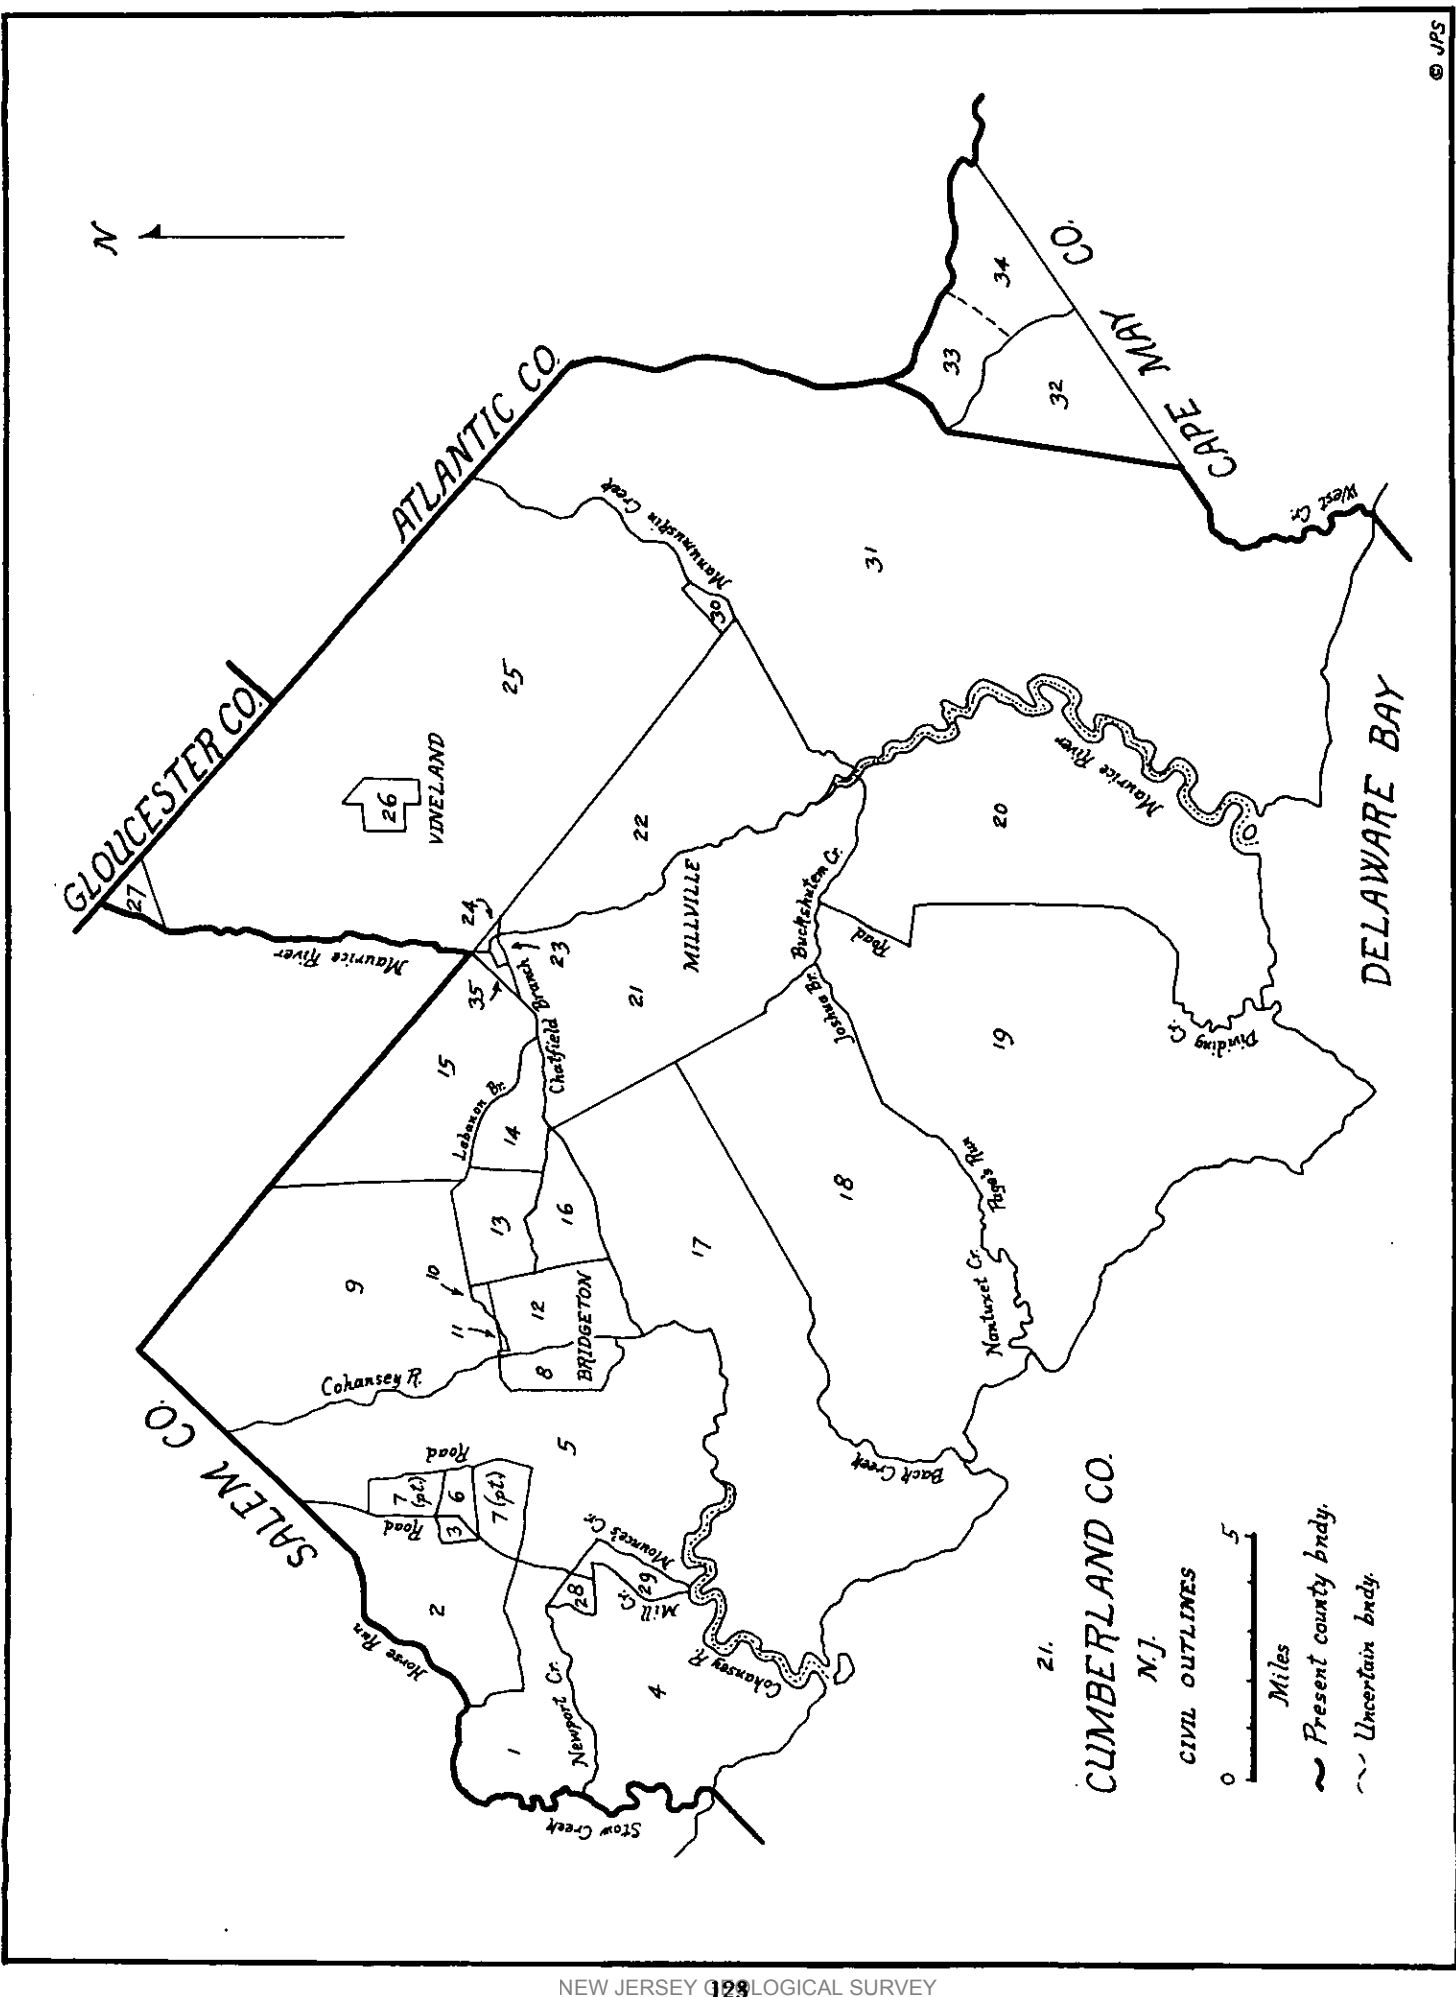 N
© JPS
GLOUCESTER CO.
ATLANTIC CO.
SALEM CO.
CAPE MAY CO.
DELAWARE BAY
VINELAND
MILLVILLE
BRIDGETON
Maurice River
Manumuskin Creek
Lebanon Br.
Chatfield Branch
Cohansey R.
Road
Road
Horse Run
Newport Cr.
Stow Creek
Mill Cr.
Mounce's Cr.
Cohansey R.
Back Creek
Nantuxet Cr.
Page's Run
Joshua Br.
Buckshutem Cr.
Road
Dividing Cr.
Maurice River
West Cr.
1
2
3
4
5
6
7 (pt.)
7 (pt.)
8
9
10
11
12
13
14
15
16
17
18
19
20
21
22
23
24
25
26
27
28
29
30
31
32
33
34
35
21.
CUMBERLAND CO.
N.J.
CIVIL OUTLINES
0 5
Miles
Present county bndy.
Uncertain bndy.
NEW JERSEY GEOLOGICAL SURVEY